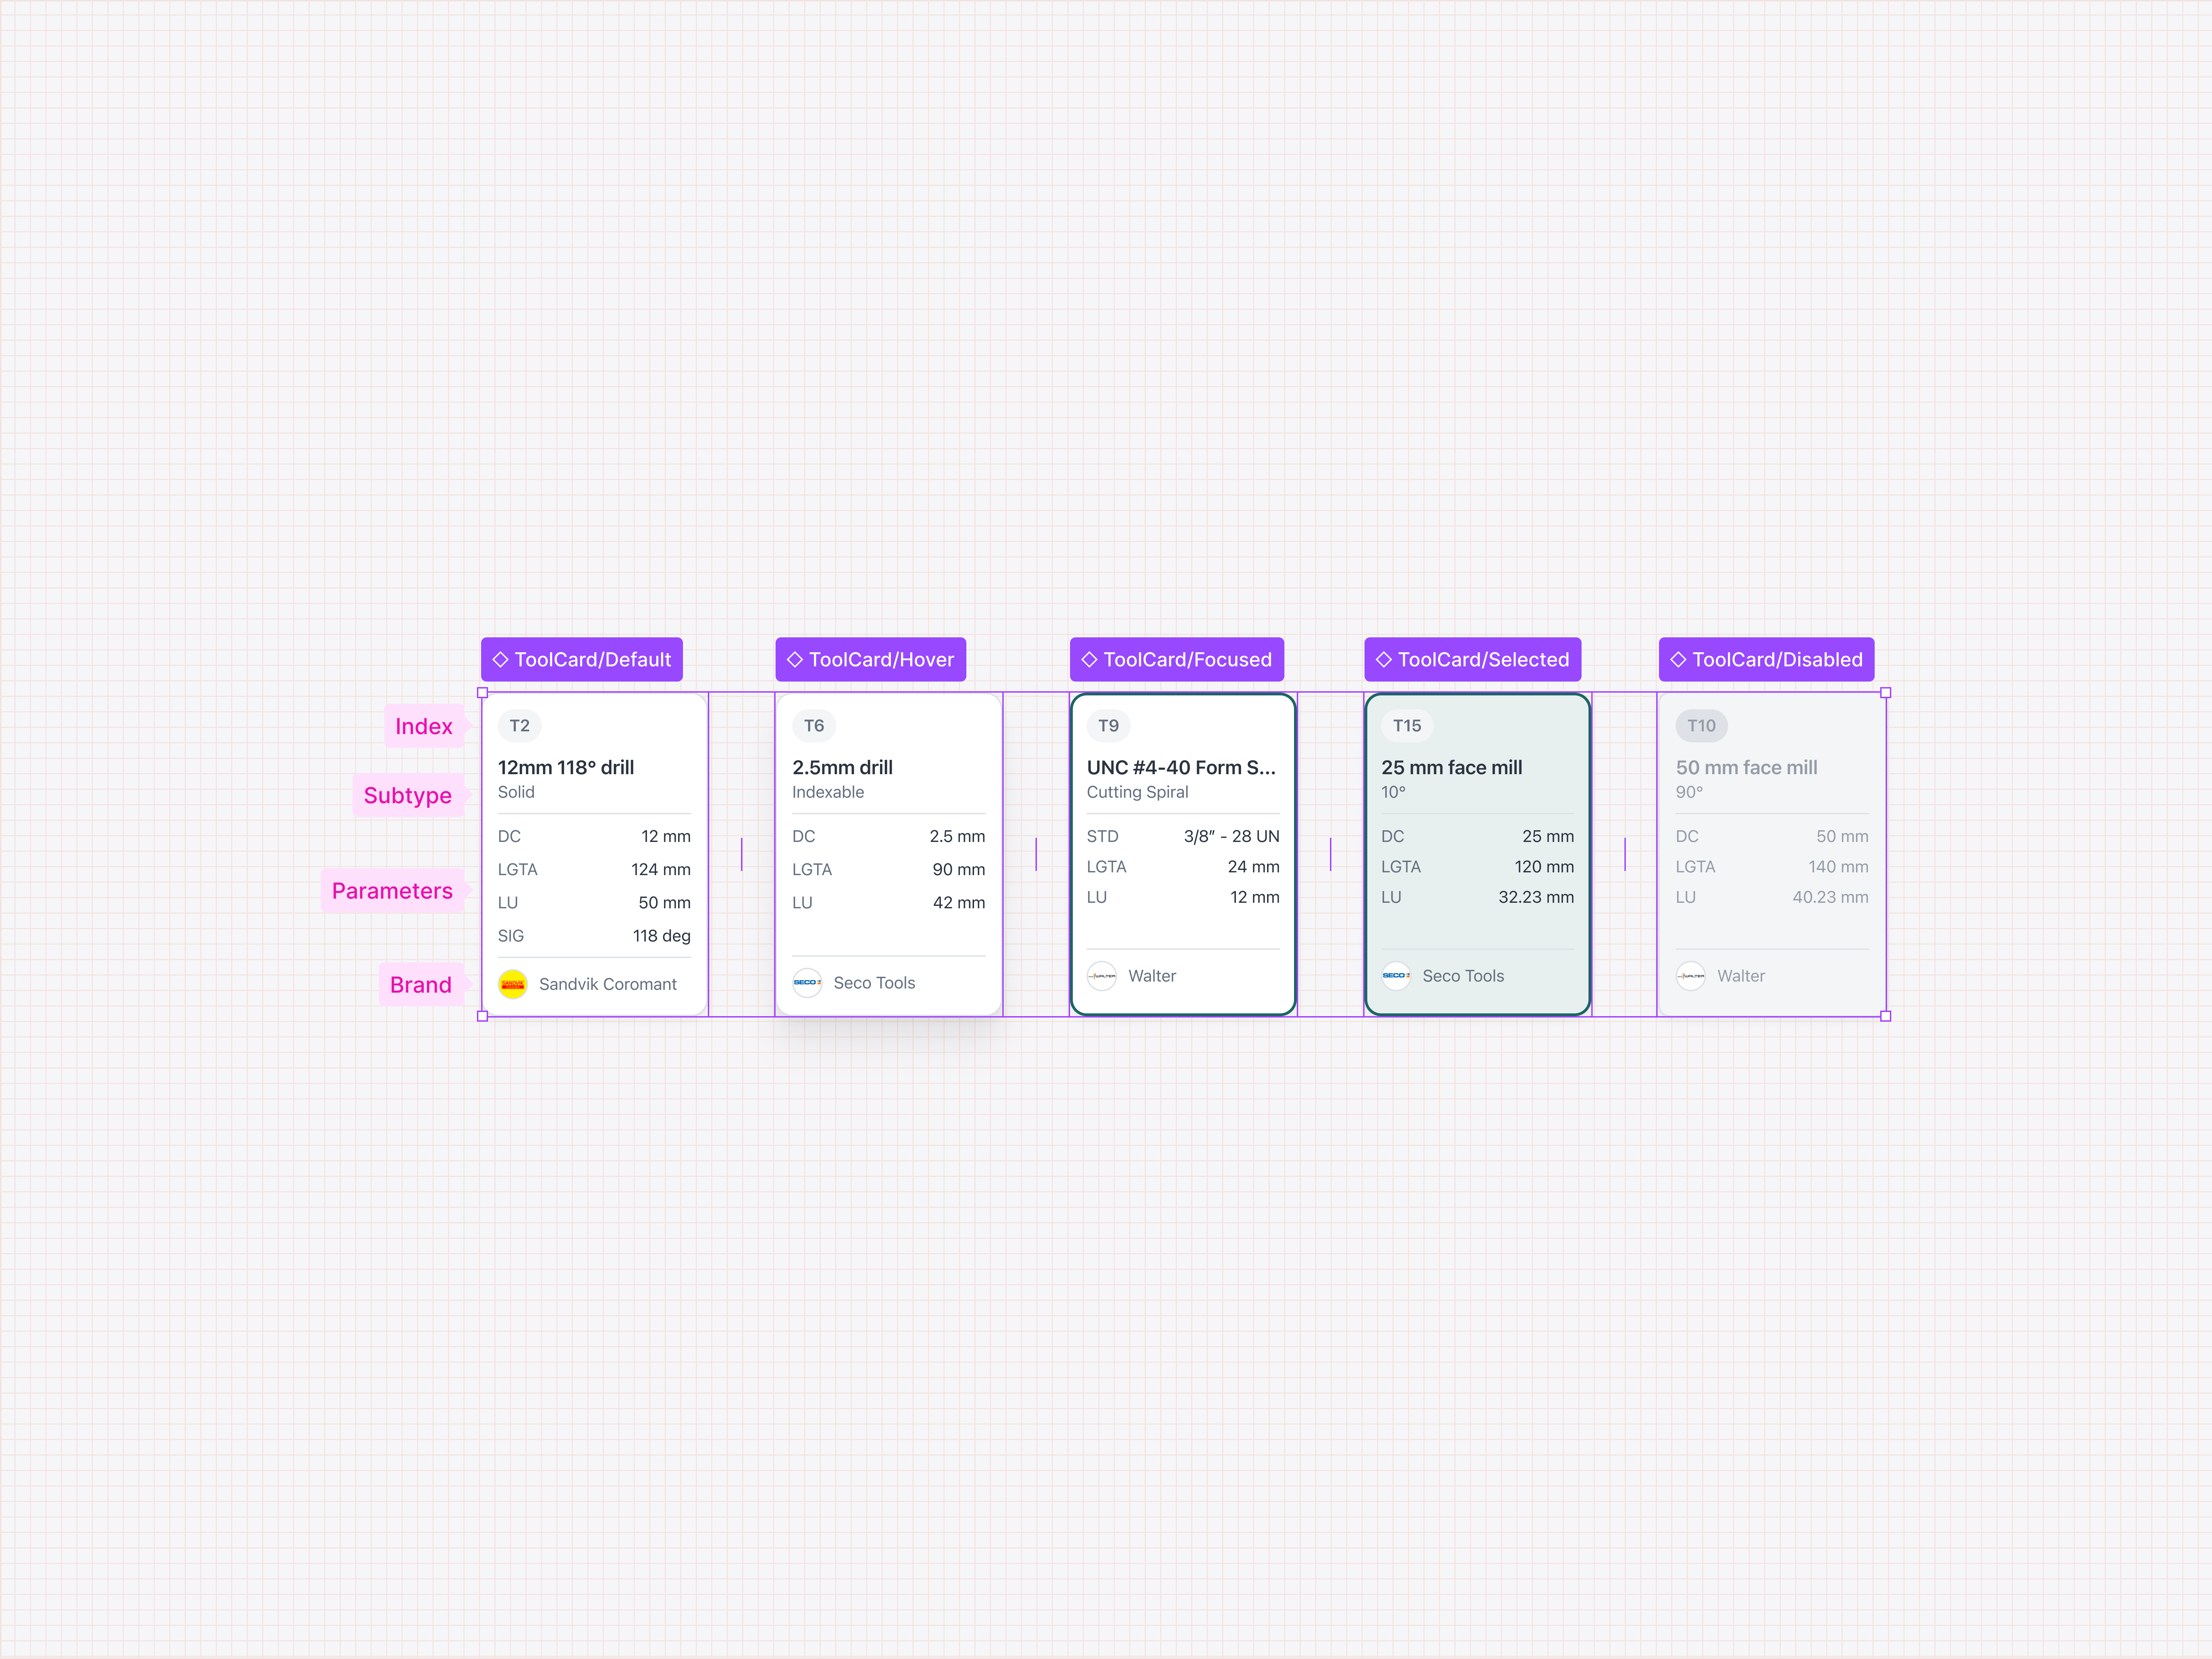 ToolCard/Default
ToolCard/Hover
ToolCard/Focused
ToolCard/Selected
ToolCard/Disabled
Index
Subtype
Parameters
Brand
T2
12mm 118° drill
Solid
DC 12 mm
LGTA 124 mm
LU 50 mm
SIG 118 deg
SANDVIK
Sandvik Coromant
T6
2.5mm drill
Indexable
DC 2.5 mm
LGTA 90 mm
LU 42 mm
SECO
Seco Tools
T9
UNC #4-40 Form S...
Cutting Spiral
STD 3/8” - 28 UN
LGTA 24 mm
LU 12 mm
WALTER
Walter
T15
25 mm face mill
10°
DC 25 mm
LGTA 120 mm
LU 32.23 mm
SECO
Seco Tools
T10
50 mm face mill
90°
DC 50 mm
LGTA 140 mm
LU 40.23 mm
WALTER
Walter